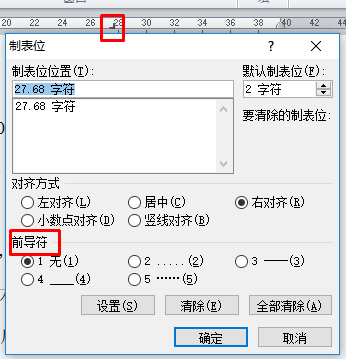 26 28 30 32 34 36 38 40 42 44
制表位 ? ×
制表位位置(T): 默认制表位(F):
27.68 字符 2 字符
27.68 字符 要清除的制表位:
对齐方式
左对齐(L) 居中(C) 右对齐(R)
小数点对齐(D) 竖线对齐(B)
前导符
1 无(1) 2 .....(2) 3 ──(3)
4 ___(4) 5 ······(5)
设置(S) 清除(E) 全部清除(A)
确定 取消